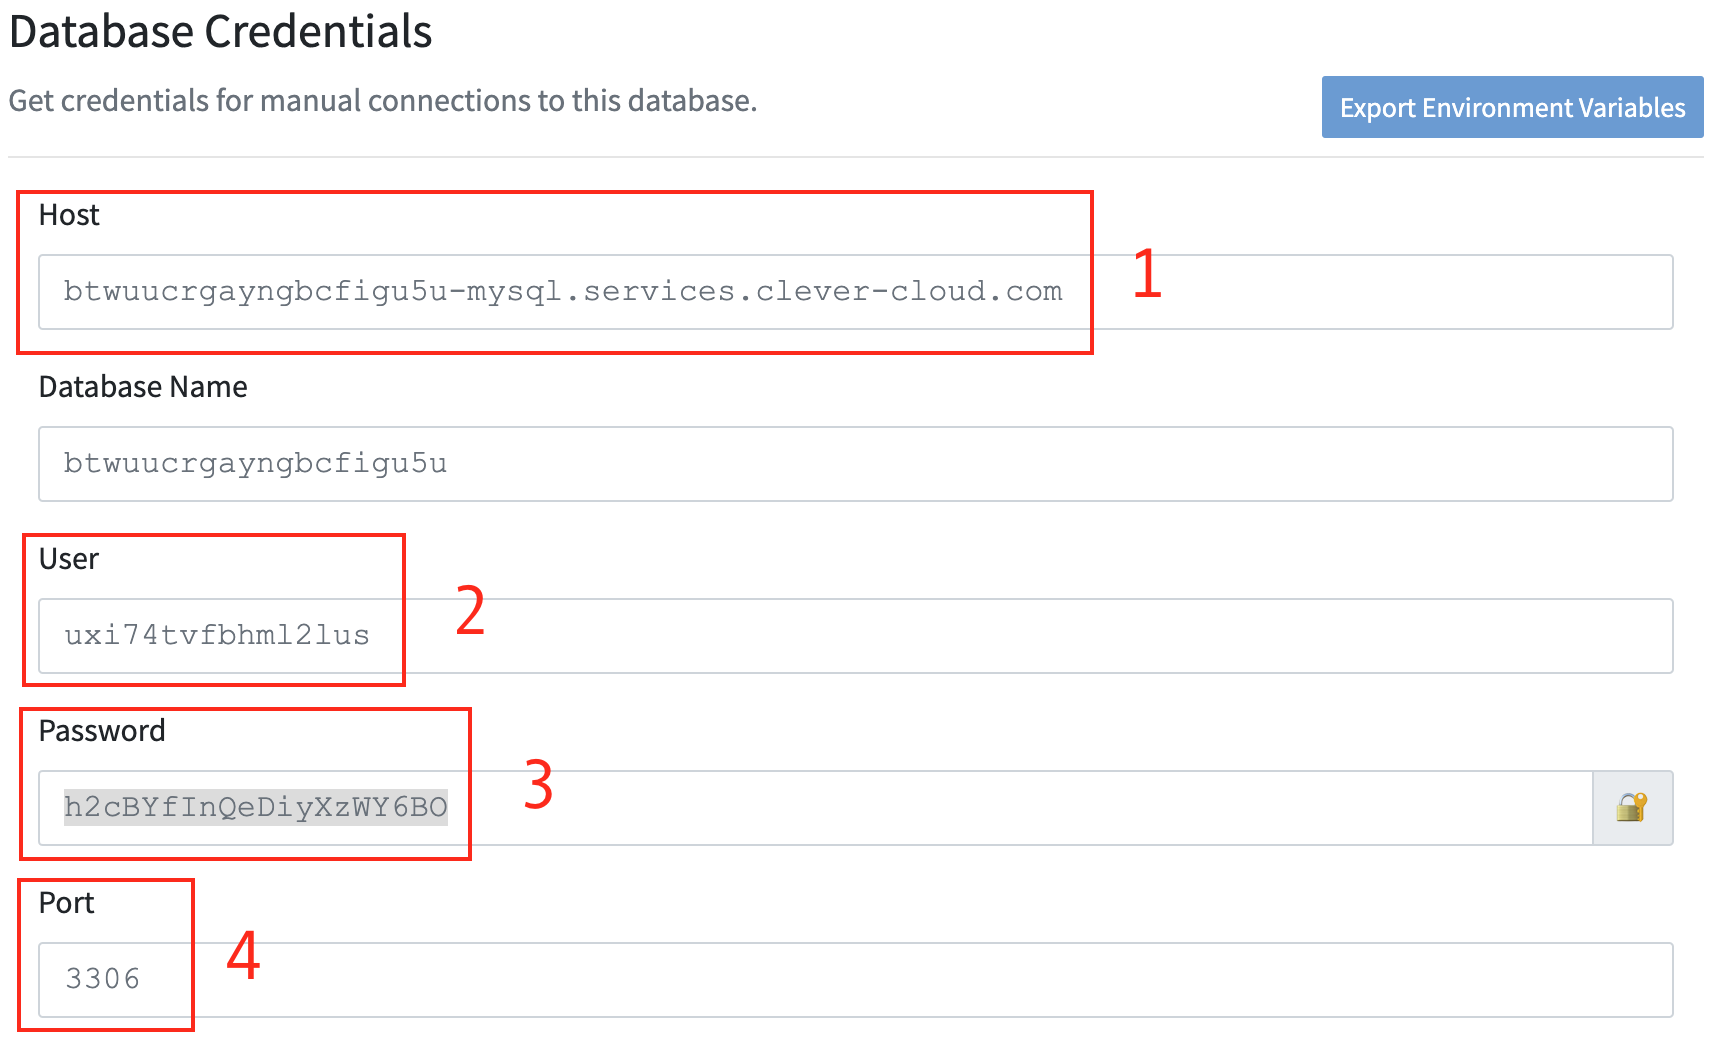 Database Credentials
Get credentials for manual connections to this database.
Export Environment Variables
Host
btwuucrgayngbcfigu5u-mysql.services.clever-cloud.com
1
Database Name
btwuucrgayngbcfigu5u
User
uxi74tvfbhml2lus
2
Password
h2cBYfInQeDiyXzWY6BO
3
Port
3306
4